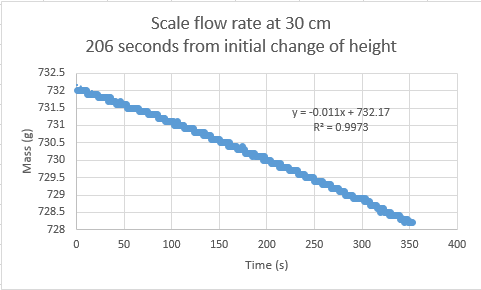 Scale flow rate at 30 cm
206 seconds from initial change of height
732.5
732
731.5
731
730.5
730
729.5
729
728.5
728
Mass (g)
y = -0.011x + 732.17
R² = 0.9973
0 50 100 150 200 250 300 350 400
Time (s)